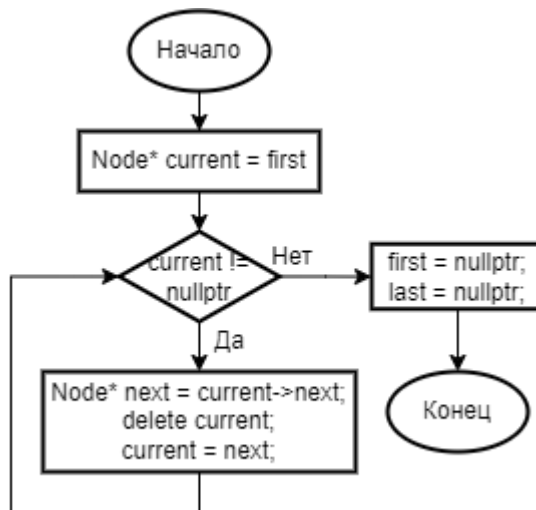 Начало
Node* current = first
current !=
nullptr
Нет
first = nullptr;
last = nullptr;
Да
Node* next = current->next;
delete current;
current = next;
Конец